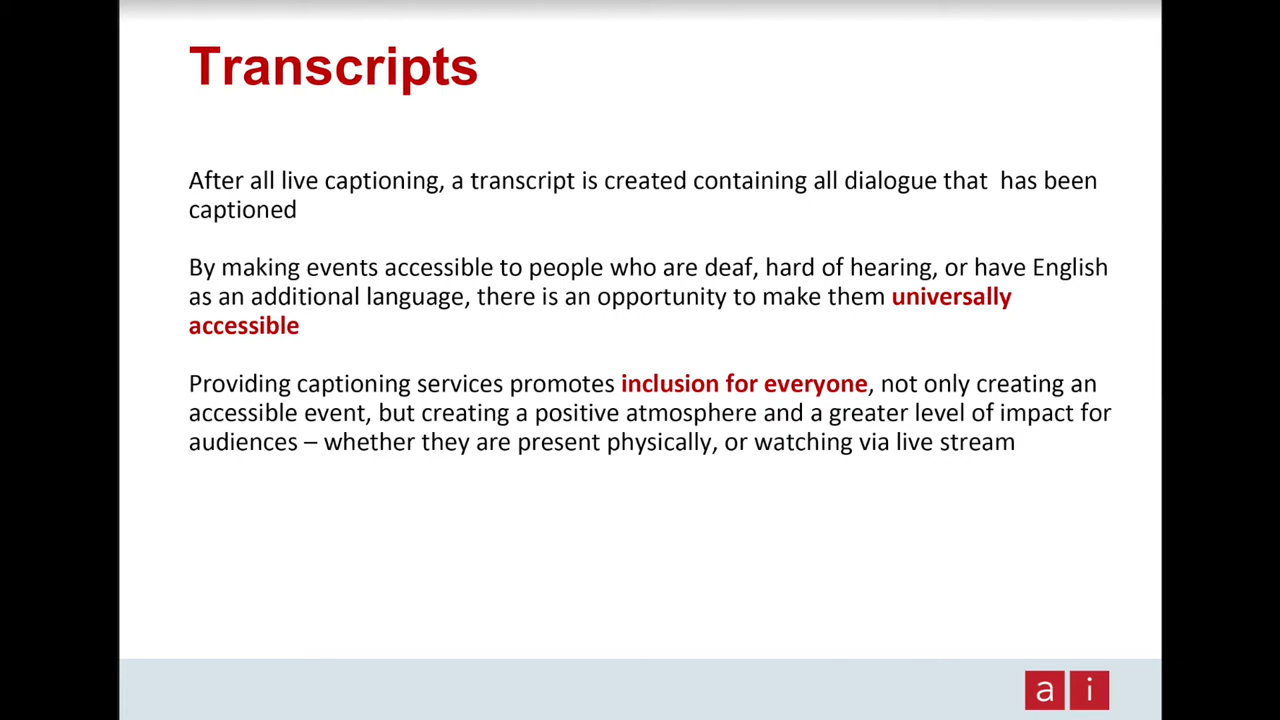 Transcripts
After all live captioning, a transcript is created containing all dialogue that  has been
captioned
By making events accessible to people who are deaf, hard of hearing, or have English
as an additional language, there is an opportunity to make them universally
accessible
Providing captioning services promotes inclusion for everyone, not only creating an
accessible event, but creating a positive atmosphere and a greater level of impact for
audiences – whether they are present physically, or watching via live stream
a i